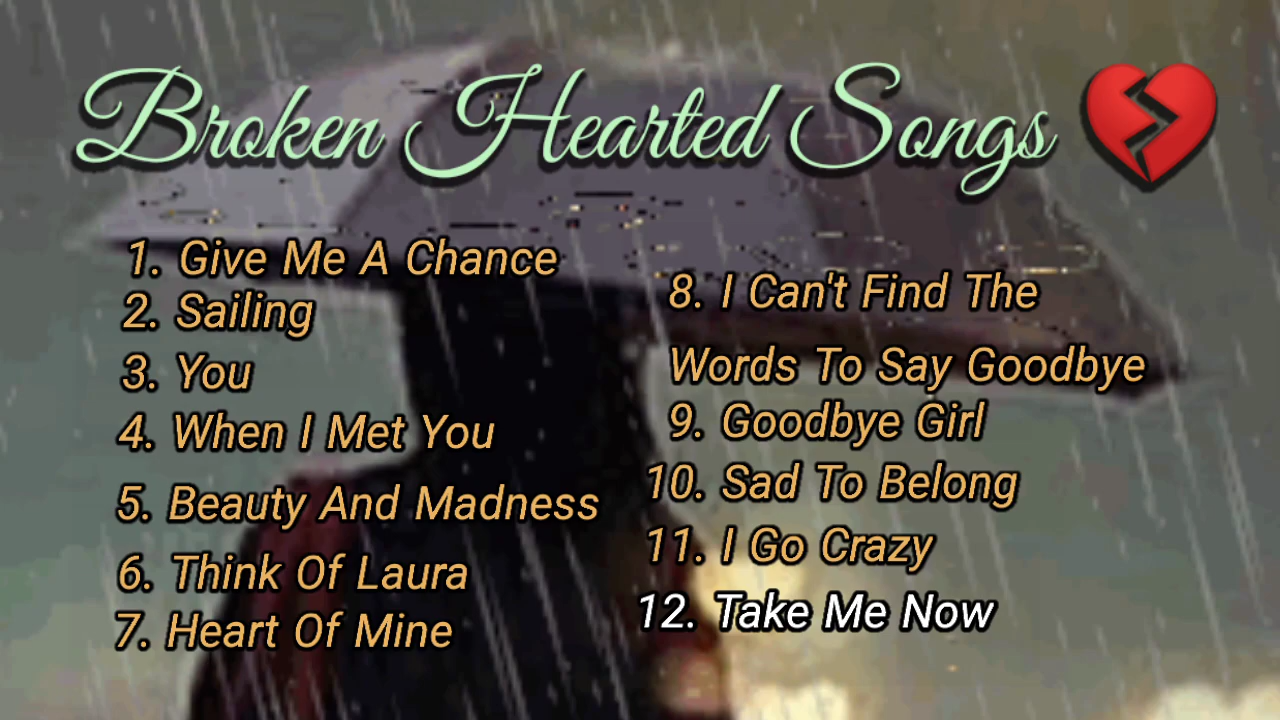 Broken Hearted Songs
1. Give Me A Chance
2. Sailing
3. You
4. When I Met You
5. Beauty And Madness
6. Think Of Laura
7. Heart Of Mine
8. I Can't Find The
Words To Say Goodbye
9. Goodbye Girl
10. Sad To Belong
11. I Go Crazy
12. Take Me Now